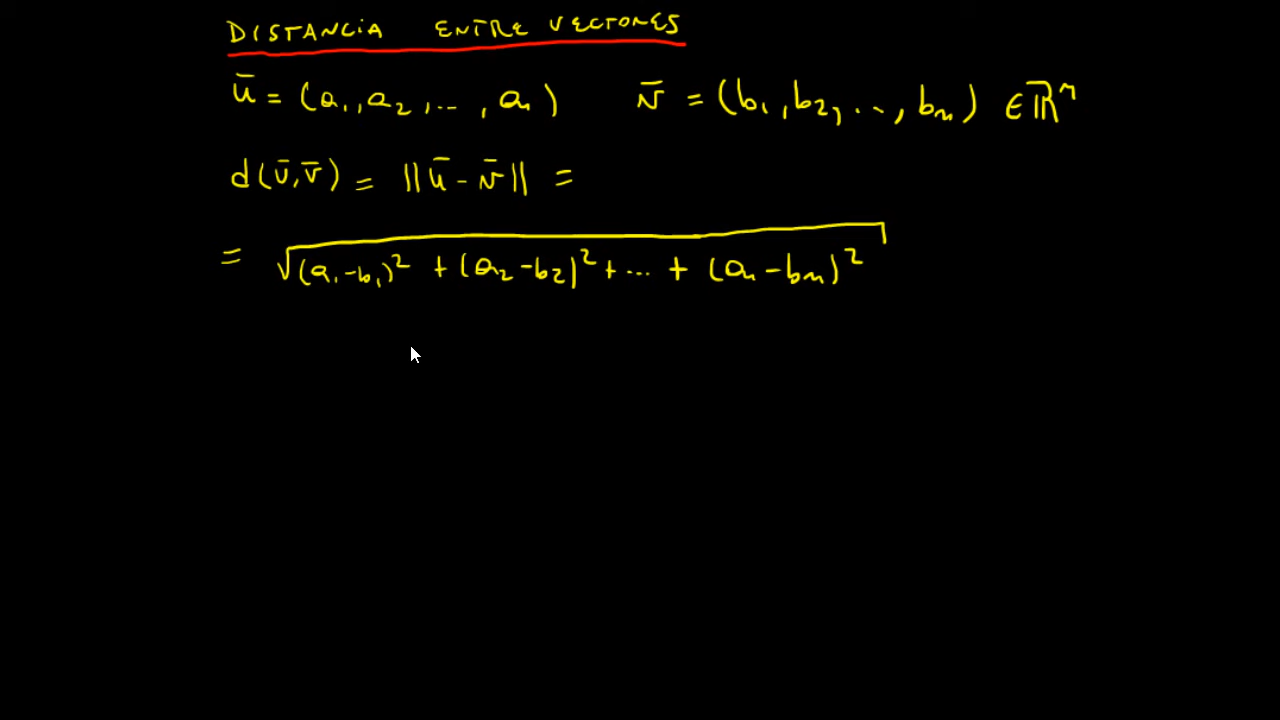 DISTANCIA ENTRE VECTORES
ū = (a₁, a₂, ..., aₙ) v̄ = (b₁, b₂, ..., bₙ) ∈ ℝⁿ
d(ū, v̄) = ||ū - v̄|| =
= √(a₁-b₁)² + (a₂-b₂)² + ... + (aₙ-bₙ)²